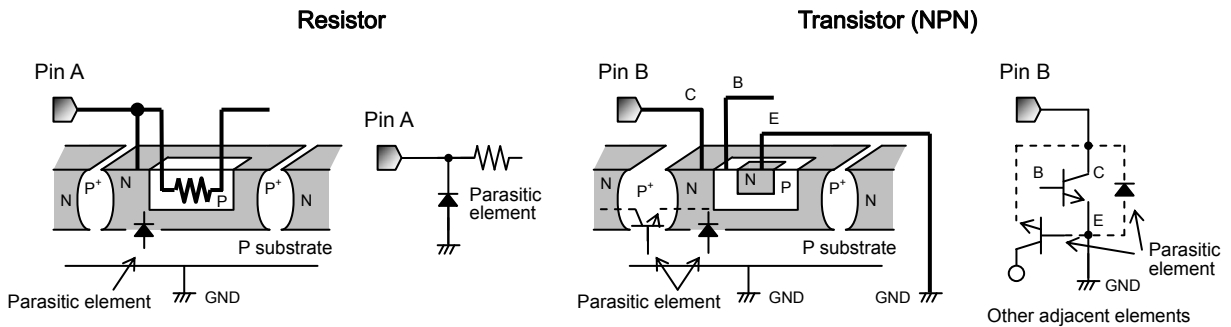 Resistor
Pin A
N
P+
N
P
P+
N
P substrate
Parasitic element
GND
Pin A
Parasitic
element
Transistor (NPN)
Pin B
C
B
E
N
P+
N
N
P
P+
N
P substrate
Parasitic element
GND
GND
Pin B
B
C
E
Parasitic
element
GND
Other adjacent elements